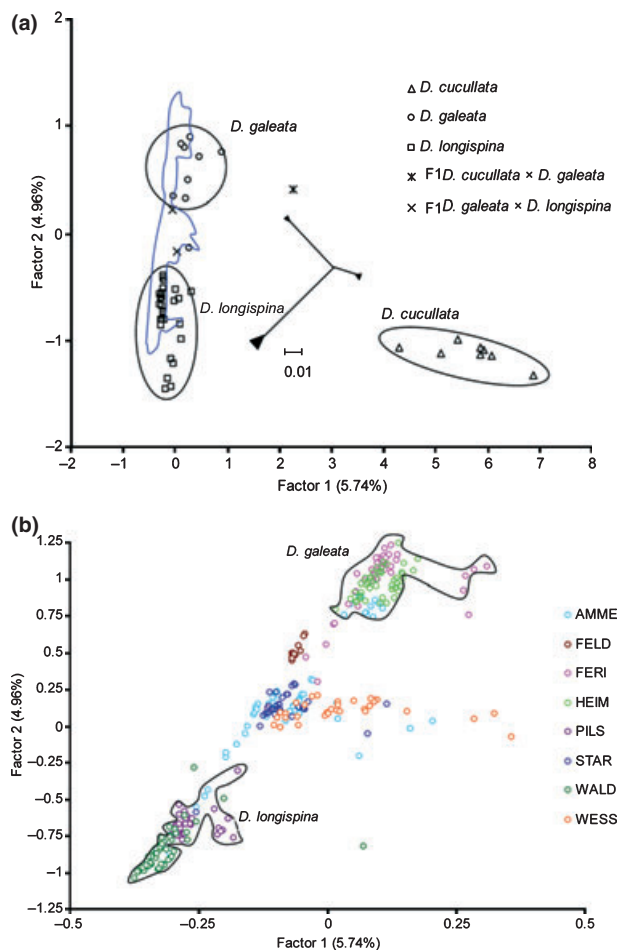 (a)
2
1
0
−1
−2
Factor 2 (4.96%)
D. galeata
D. longispina
D. cucullata
0.01
D. cucullata
D. galeata
D. longispina
F1 D. cucullata × D. galeata
F1 D. galeata × D. longispina
−2 −1 0 1 2 3 4 5 6 7 8
Factor 1 (5.74%)
(b)
1.25
1
0.75
0.5
0.25
0
−0.25
−0.5
−0.75
−1
−1.25
Factor 2 (4.96%)
D. galeata
D. longispina
AMME
FELD
FERI
HEIM
PILS
STAR
WALD
WESS
−0.5 −0.25 0 0.25 0.5
Factor 1 (5.74%)